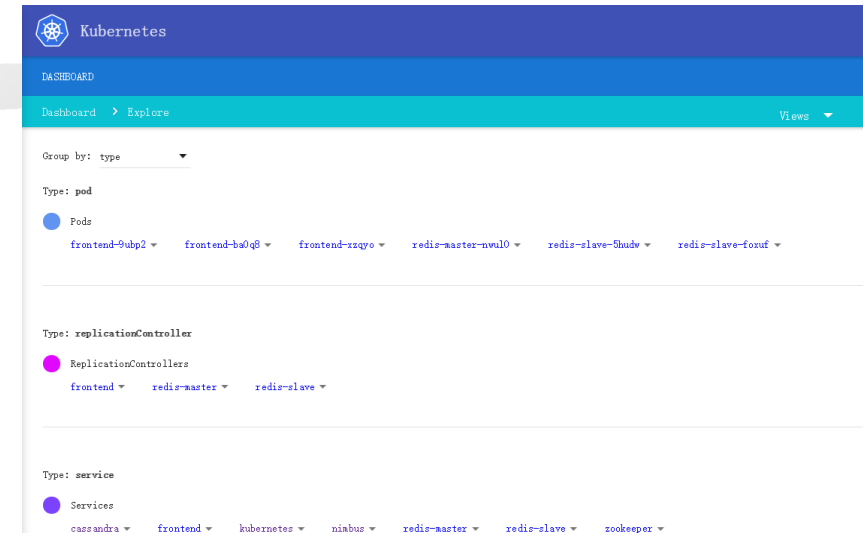 Kubernetes
DASHBOARD
Dashboard > Explore
Views
Group by: type
Type: pod
Pods
frontend-9ubp2 frontend-ba0q8 frontend-xzqyo redis-master-nwul0 redis-slave-5hudw redis-slave-foxuf
Type: replicationController
ReplicationControllers
frontend redis-master redis-slave
Type: service
Services
cassandra frontend kubernetes nimbus redis-master redis-slave zookeeper